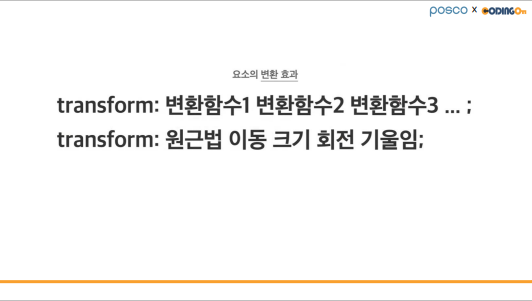 posco x CODINGOn
요소의 변환 효과
transform: 변환함수1 변환함수2 변환함수3 ... ;
transform: 원근법 이동 크기 회전 기울임;